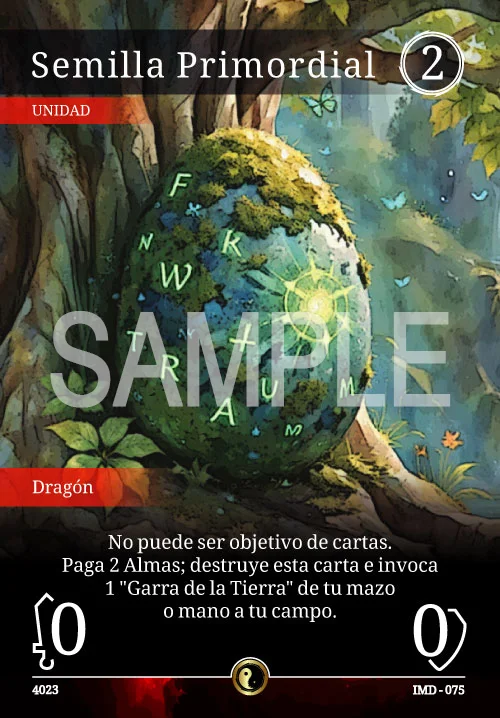 Semilla Primordial 2
UNIDAD
F
N K
W
T
R
U M
A M
SAMPLE
Dragón
No puede ser objetivo de cartas.
Paga 2 Almas; destruye esta carta e invoca
1 "Garra de la Tierra" de tu mazo
o mano a tu campo.
0 0
4023 IMD - 075